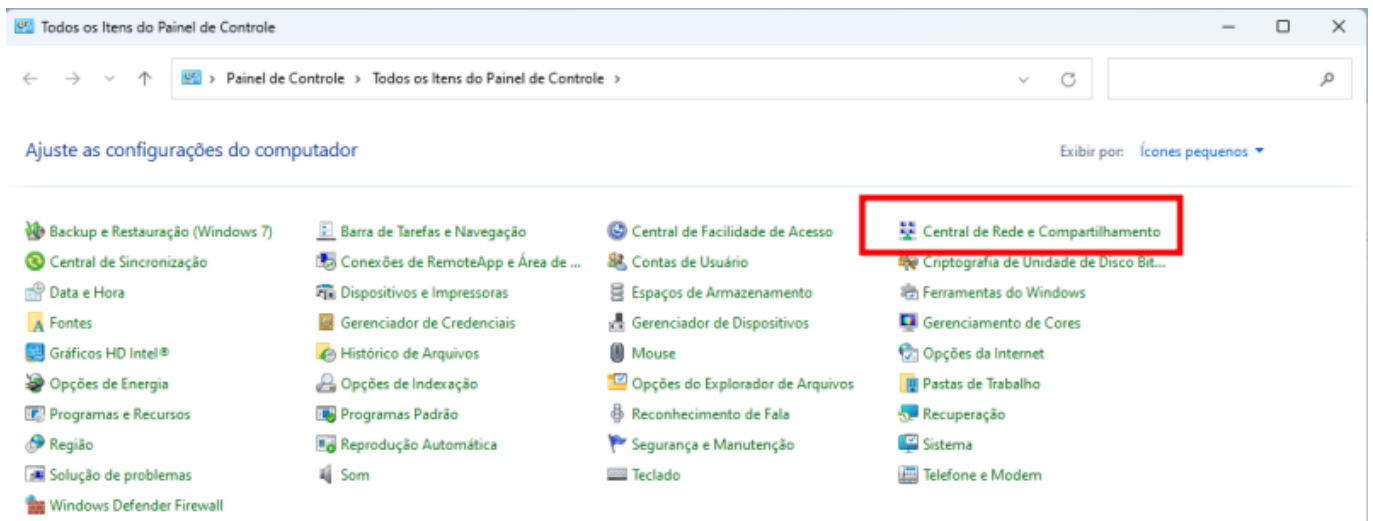 Todos os Itens do Painel de Controle
Painel de Controle > Todos os Itens do Painel de Controle >
Ajuste as configurações do computador
Exibir por: Ícones pequenos
Backup e Restauração (Windows 7) Barra de Tarefas e Navegação Central de Facilidade de Acesso Central de Rede e Compartilhamento
Central de Sincronização Conexões de RemoteApp e Área de ... Contas de Usuário Criptografia de Unidade de Disco Bit...
Data e Hora Dispositivos e Impressoras Espaços de Armazenamento Ferramentas do Windows
Fontes Gerenciador de Credenciais Gerenciador de Dispositivos Gerenciamento de Cores
Gráficos HD Intel® Histórico de Arquivos Mouse Opções da Internet
Opções de Energia Opções de Indexação Opções do Explorador de Arquivos Pastas de Trabalho
Programas e Recursos Programas Padrão Reconhecimento de Fala Recuperação
Região Reprodução Automática Segurança e Manutenção Sistema
Solução de problemas Som Teclado Telefone e Modem
Windows Defender Firewall